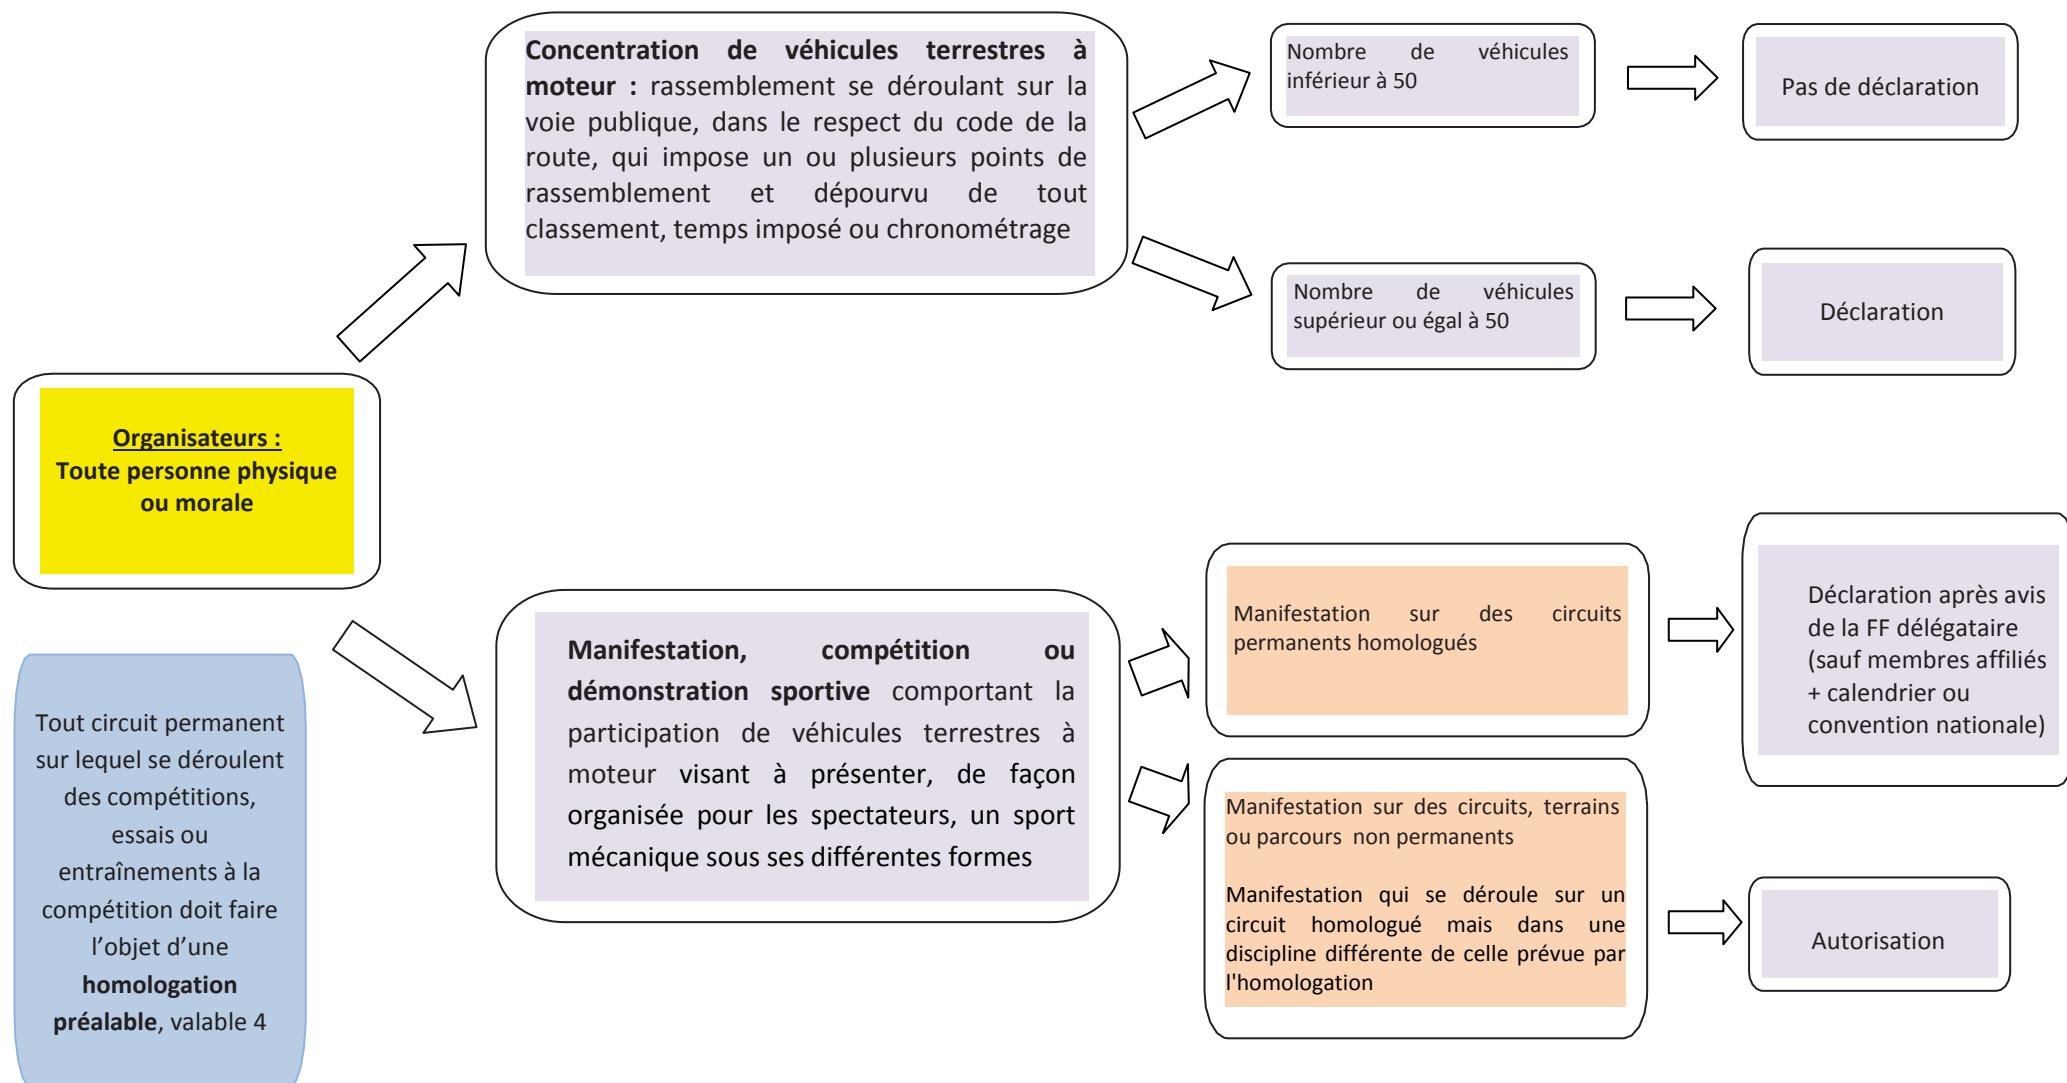 Concentration de véhicules terrestres à
moteur : rassemblement se déroulant sur la
voie publique, dans le respect du code de la
route, qui impose un ou plusieurs points de
rassemblement et dépourvu de tout
classement, temps imposé ou chronométrage
Nombre de véhicules
inférieur à 50
Pas de déclaration
Nombre de véhicules
supérieur ou égal à 50
Déclaration
Organisateurs :
Toute personne physique
ou morale
Tout circuit permanent
sur lequel se déroulent
des compétitions,
essais ou
entraînements à la
compétition doit faire
l’objet d’une
homologation
préalable, valable 4
Manifestation, compétition ou
démonstration sportive comportant la
participation de véhicules terrestres à
moteur visant à présenter, de façon
organisée pour les spectateurs, un sport
mécanique sous ses différentes formes
Manifestation sur des circuits
permanents homologués
Déclaration après avis
de la FF délégataire
(sauf membres affiliés
+ calendrier ou
convention nationale)
Manifestation sur des circuits, terrains
ou parcours non permanents
Manifestation qui se déroule sur un
circuit homologué mais dans une
discipline différente de celle prévue par
l'homologation
Autorisation